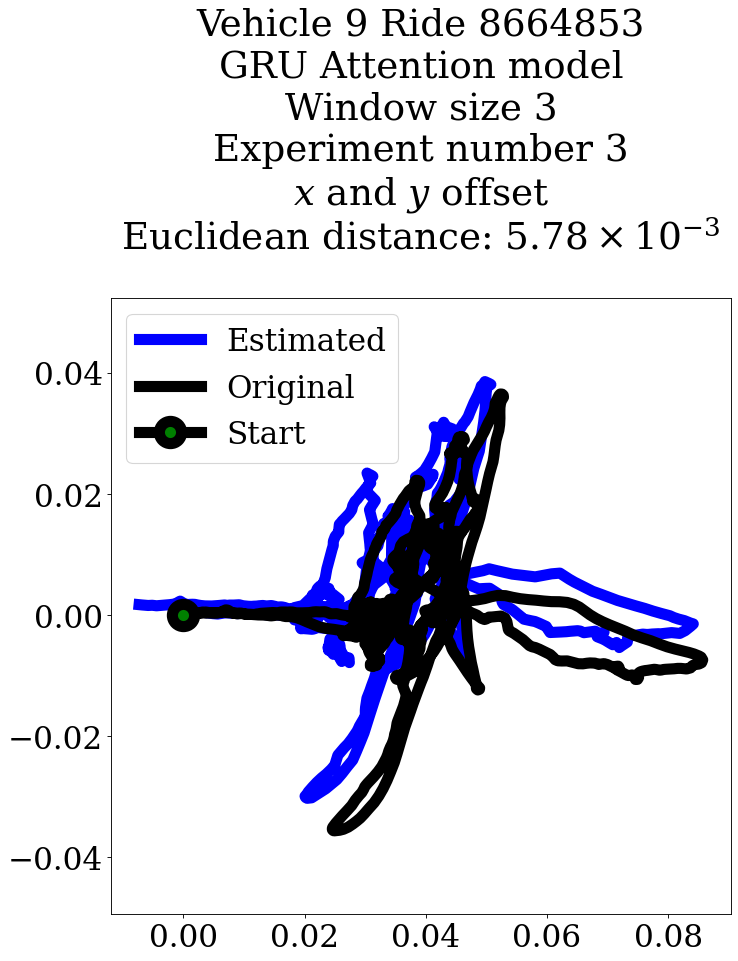 Vehicle 9 Ride 8664853
GRU Attention model
Window size 3
Experiment number 3
x and y offset
Euclidean distance: 5.78 × 10⁻³
Estimated
Original
Start
0.04
0.02
0.00
−0.02
−0.04
0.00 0.02 0.04 0.06 0.08